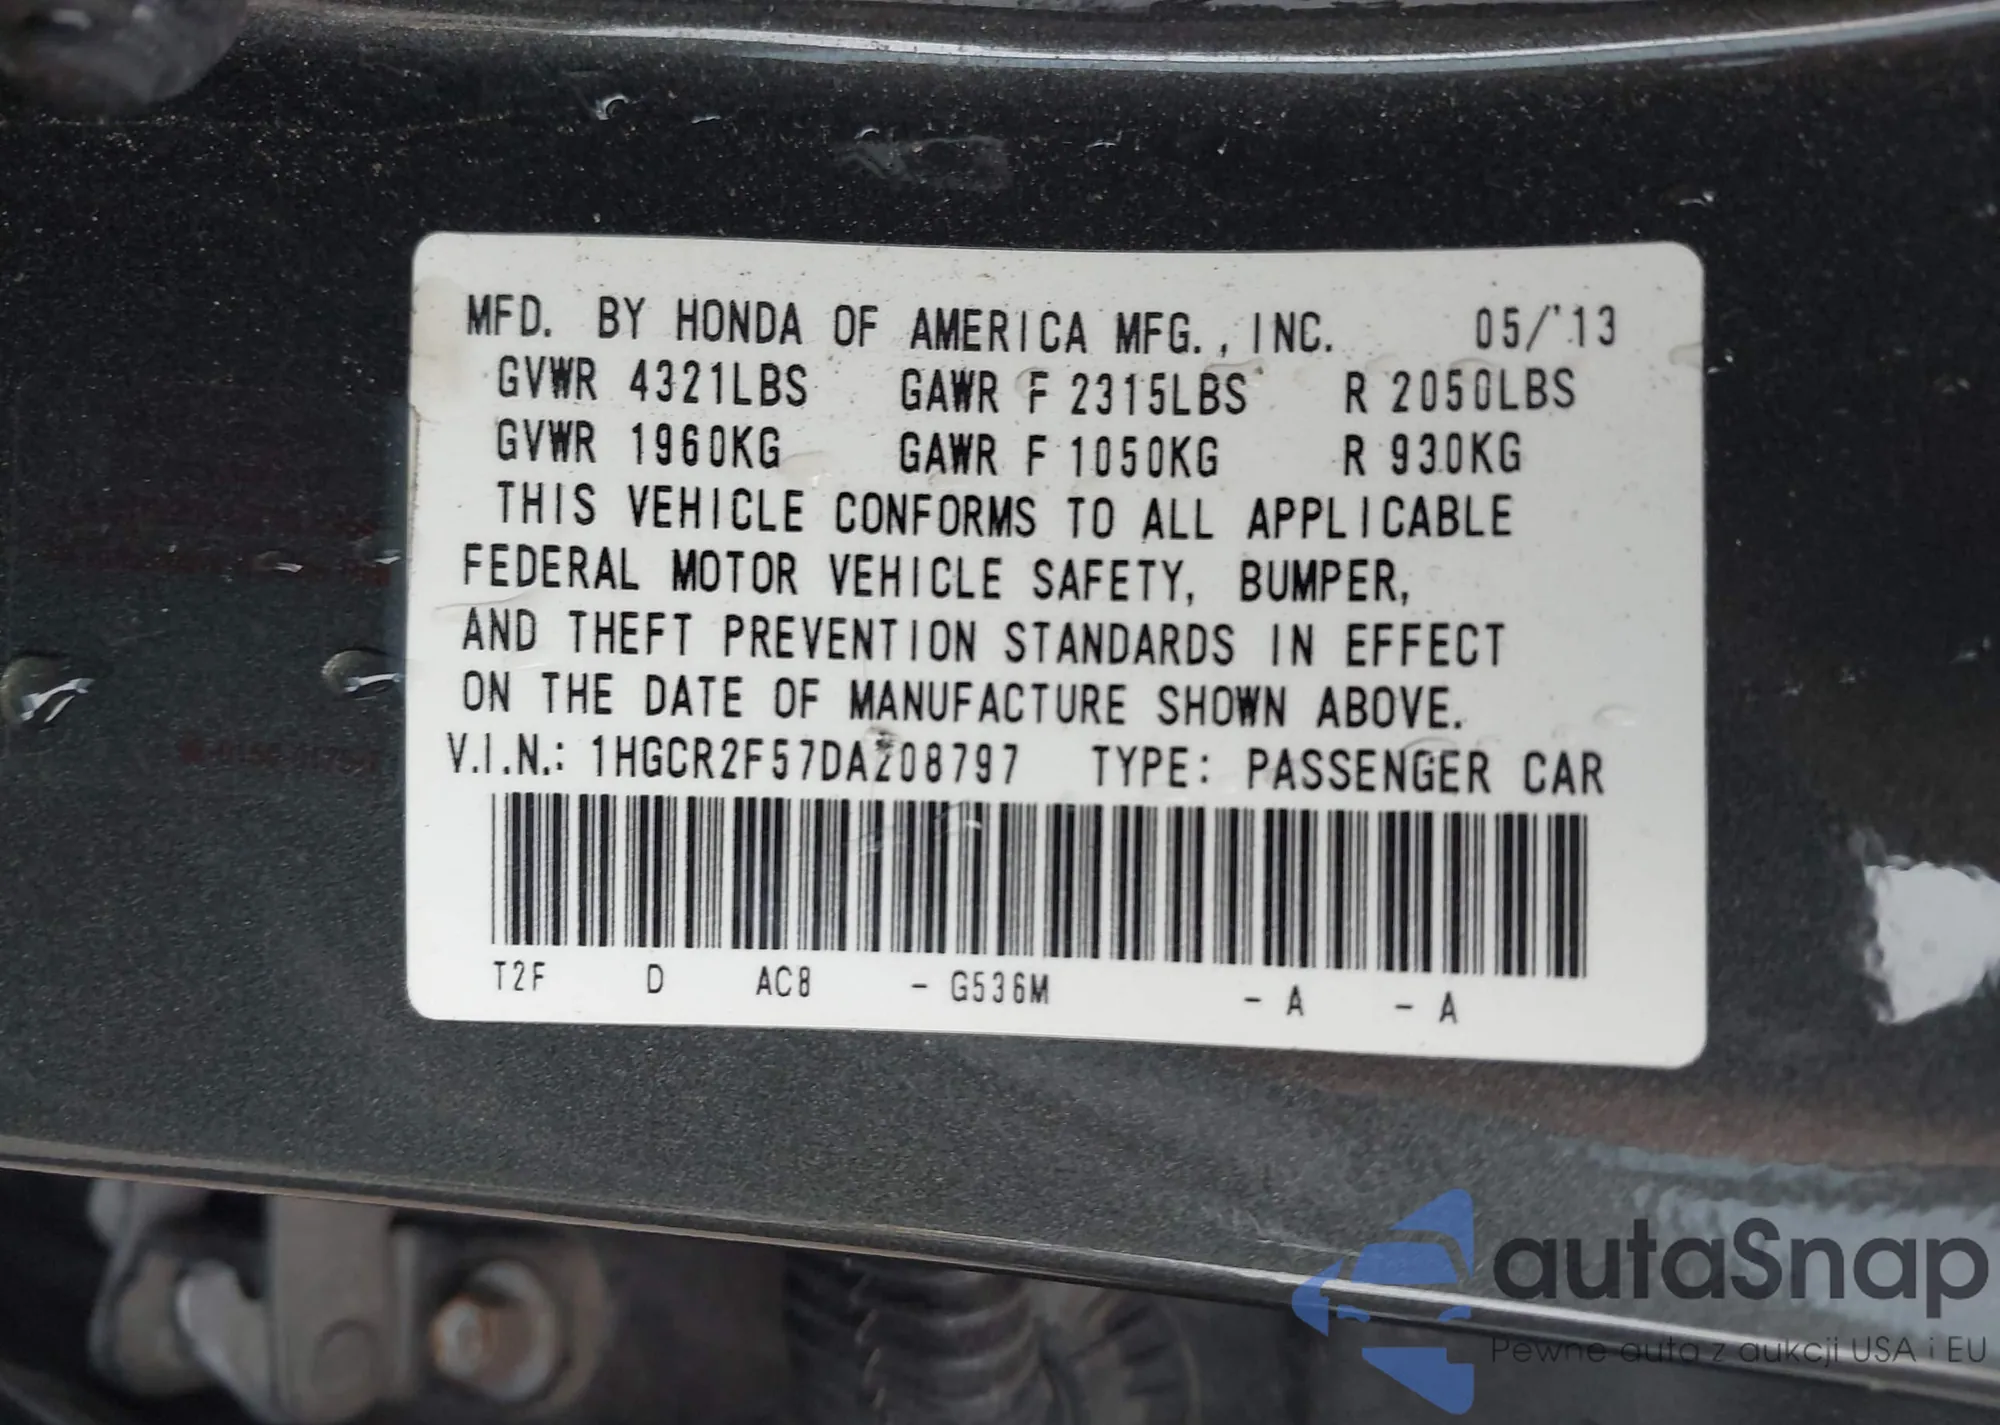 MFD. BY HONDA OF AMERICA MFG., INC. 05/'13
GVWR 4321LBS GAWR F 2315LBS R 2050LBS
GVWR 1960KG GAWR F 1050KG R 930KG
THIS VEHICLE CONFORMS TO ALL APPLICABLE
FEDERAL MOTOR VEHICLE SAFETY, BUMPER,
AND THEFT PREVENTION STANDARDS IN EFFECT
ON THE DATE OF MANUFACTURE SHOWN ABOVE.
V.I.N.: 1HGCR2F57DA208797 TYPE: PASSENGER CAR
T2F D AC8 - G536M - A - A
autaSnap
Pewne auto z aukcji USA i EU